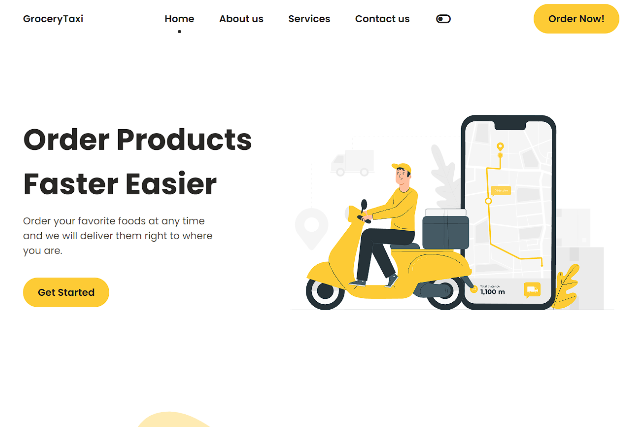 GroceryTaxi
Home
About us
Services
Contact us
Order Now!
Order Products
Faster Easier
Order your favorite foods at any time
and we will deliver them right to where
you are.
Get Started
1,100 m